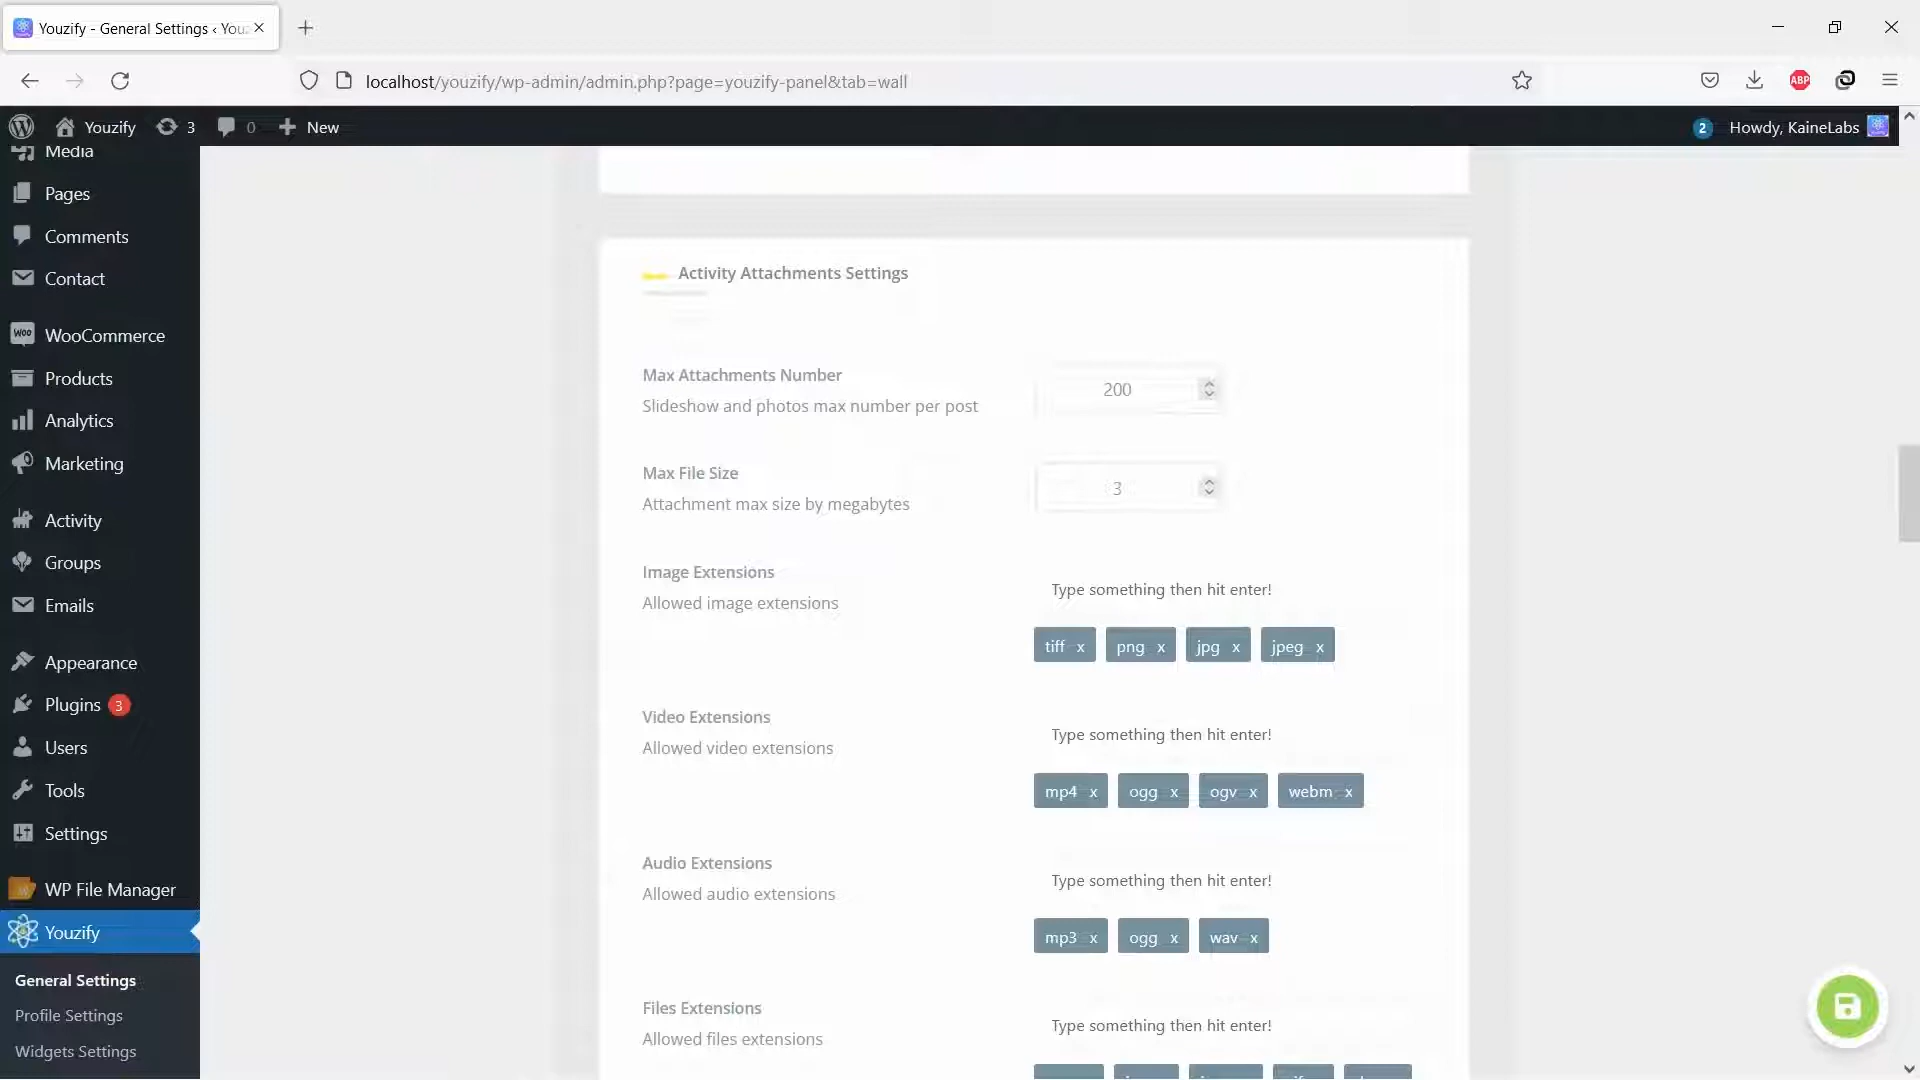 Youzify - General Settings ‹ You
localhost/youzify/wp-admin/admin.php?page=youzify-panel&tab=wall
ABP
Youzify 3 0 New
2 Howdy, KaineLabs
Media
Pages
Comments
Contact
WooCommerce
Products
Analytics
Marketing
Activity
Groups
Emails
Appearance
Plugins 3
Users
Tools
Settings
WP File Manager
Youzify
General Settings
Profile Settings
Widgets Settings
Activity Attachments Settings
Max Attachments Number
Slideshow and photos max number per post
200
Max File Size
Attachment max size by megabytes
3
Image Extensions
Allowed image extensions
Type something then hit enter!
tiff x png x jpg x jpeg x
Video Extensions
Allowed video extensions
Type something then hit enter!
mp4 x ogg x ogv x webm x
Audio Extensions
Allowed audio extensions
Type something then hit enter!
mp3 x ogg x wav x
Files Extensions
Allowed files extensions
Type something then hit enter!